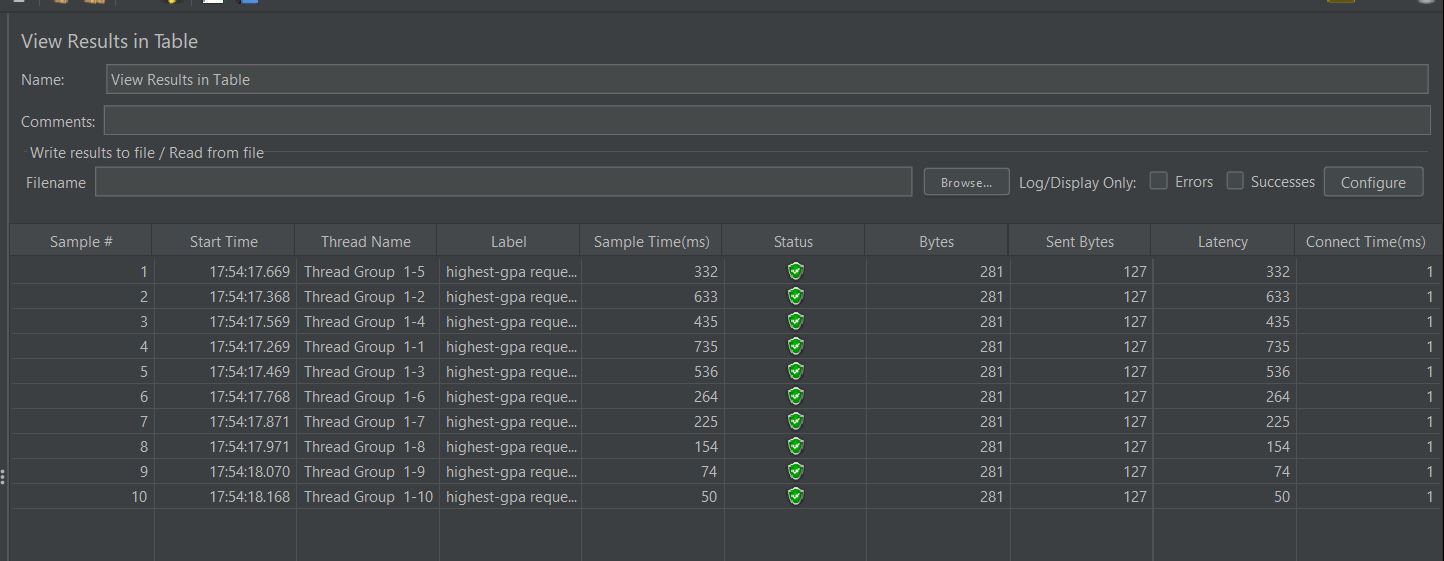 View Results in Table
Name: View Results in Table
Comments:
Write results to file / Read from file
Filename Browse... Log/Display Only: Errors Successes Configure
Sample # Start Time Thread Name Label Sample Time(ms) Status Bytes Sent Bytes Latency Connect Time(ms)
1 17:54:17.669 Thread Group 1-5 highest-gpa reque... 332 281 127 332 1
2 17:54:17.368 Thread Group 1-2 highest-gpa reque... 633 281 127 633 1
3 17:54:17.569 Thread Group 1-4 highest-gpa reque... 435 281 127 435 1
4 17:54:17.269 Thread Group 1-1 highest-gpa reque... 735 281 127 735 1
5 17:54:17.469 Thread Group 1-3 highest-gpa reque... 536 281 127 536 1
6 17:54:17.768 Thread Group 1-6 highest-gpa reque... 264 281 127 264 1
7 17:54:17.871 Thread Group 1-7 highest-gpa reque... 225 281 127 225 1
8 17:54:17.971 Thread Group 1-8 highest-gpa reque... 154 281 127 154 1
9 17:54:18.070 Thread Group 1-9 highest-gpa reque... 74 281 127 74 1
10 17:54:18.168 Thread Group 1-10 highest-gpa reque... 50 281 127 50 1